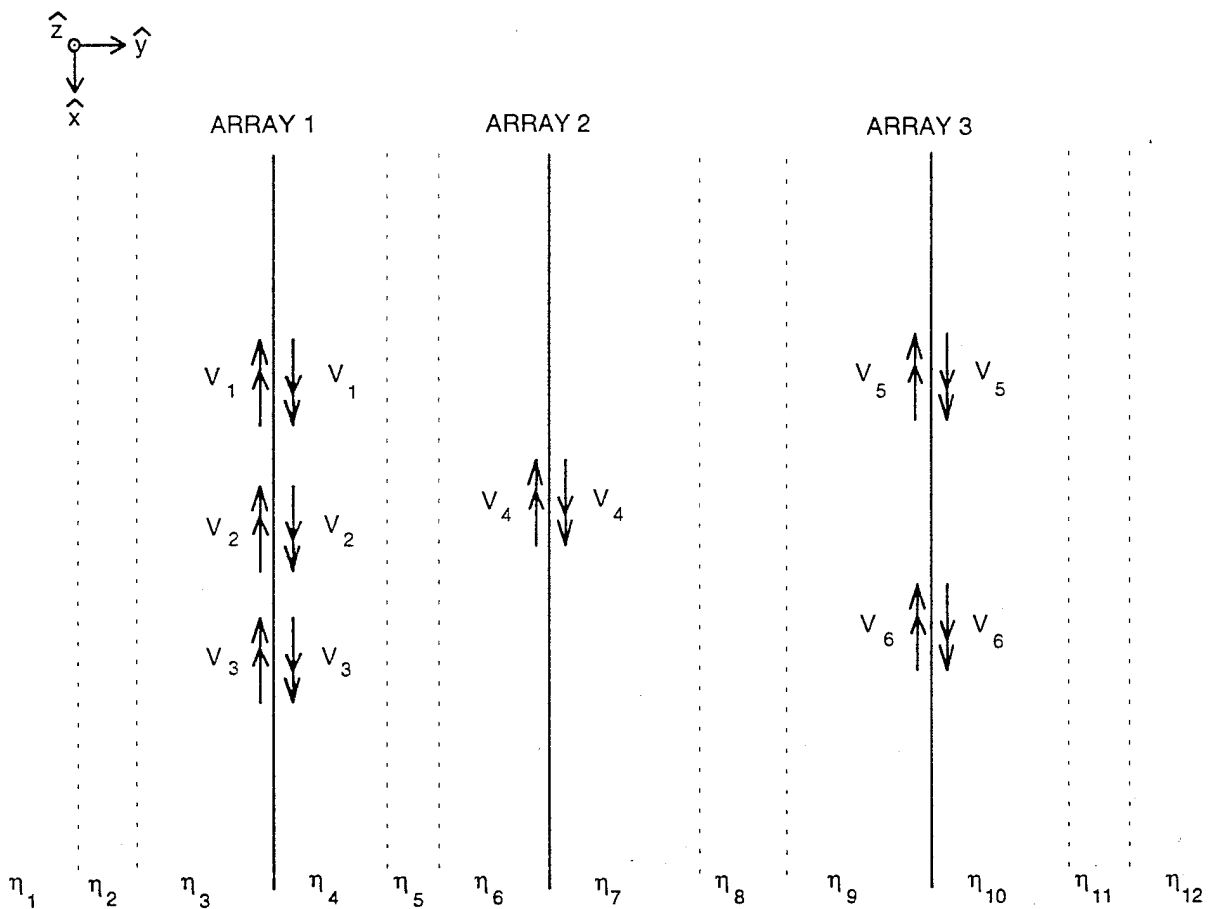 ẑ ŷ
x̂
ARRAY 1 ARRAY 2 ARRAY 3
V₁ V₁ V₅ V₅
V₄ V₄
V₂ V₂
V₆ V₆
V₃ V₃
η₁ η₂ η₃ η₄ η₅ η₆ η₇ η₈ η₉ η₁₀ η₁₁ η₁₂